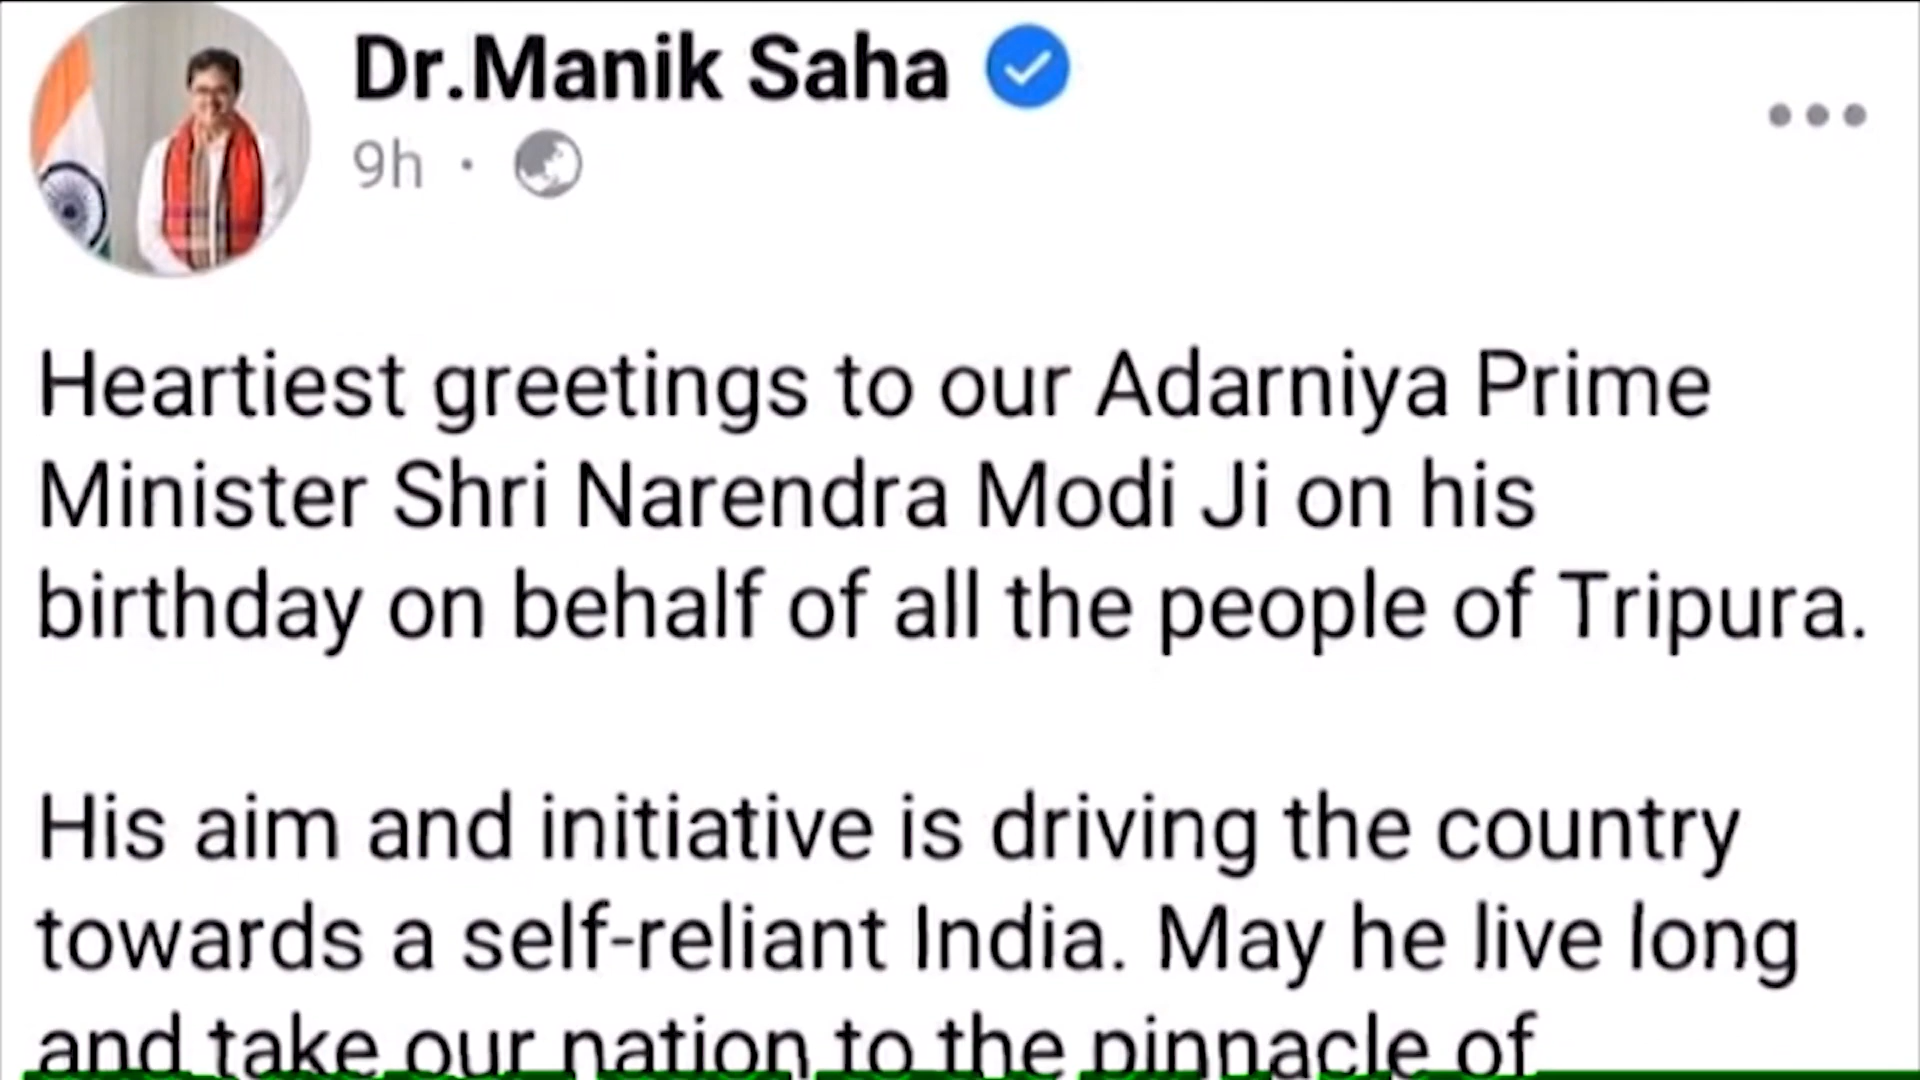 Dr.Manik Saha
9h ·
Heartiest greetings to our Adarniya Prime
Minister Shri Narendra Modi Ji on his
birthday on behalf of all the people of Tripura.
His aim and initiative is driving the country
towards a self-reliant India. May he live long
and take our nation to the pinnacle of